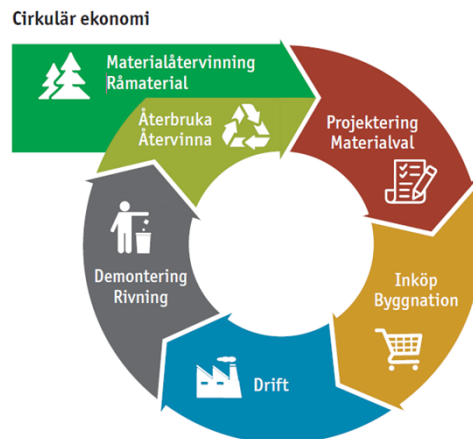 Cirkulär ekonomi
Materialåtervinning
Råmaterial
Återbruka
Återvinna
Projektering
Materialval
Inköp
Byggnation
Drift
Demontering
Rivning